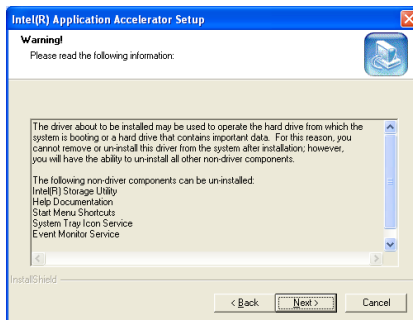 Intel(R) Application Accelerator Setup
Warning!
Please read the following information:
The driver about to be installed may be used to operate the hard drive from which the
system is booting or a hard drive that contains important data. For this reason, you
cannot remove or un-install this driver from the system after installation; however,
you will have the ability to un-install all other non-driver components.
The following non-driver components can be un-installed:
Intel(R) Storage Utility
Help Documentation
Start Menu Shortcuts
System Tray Icon Service
Event Monitor Service
InstallShield
< Back
Next >
Cancel